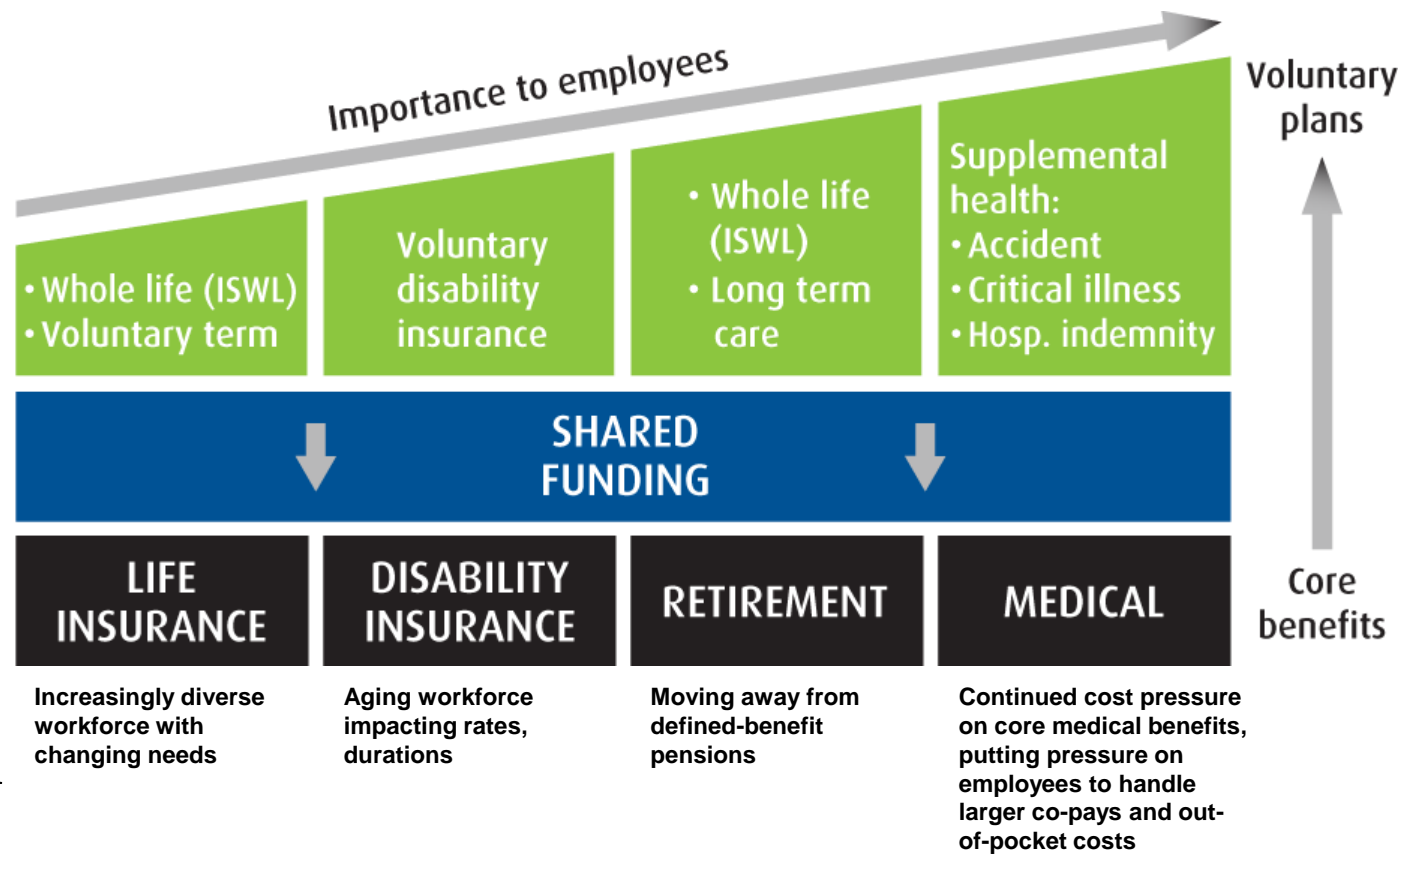 Importance to employees
Voluntary
plans
• Whole life (ISWL)
• Voluntary term
Voluntary
disability
insurance
• Whole life
(ISWL)
• Long term
care
Supplemental
health:
• Accident
• Critical illness
• Hosp. indemnity
SHARED
FUNDING
LIFE
INSURANCE
DISABILITY
INSURANCE
RETIREMENT
MEDICAL
Core
benefits
Increasingly diverse
workforce with
changing needs
Aging workforce
impacting rates,
durations
Moving away from
defined-benefit
pensions
Continued cost pressure
on core medical benefits,
putting pressure on
employees to handle
larger co-pays and out-
of-pocket costs